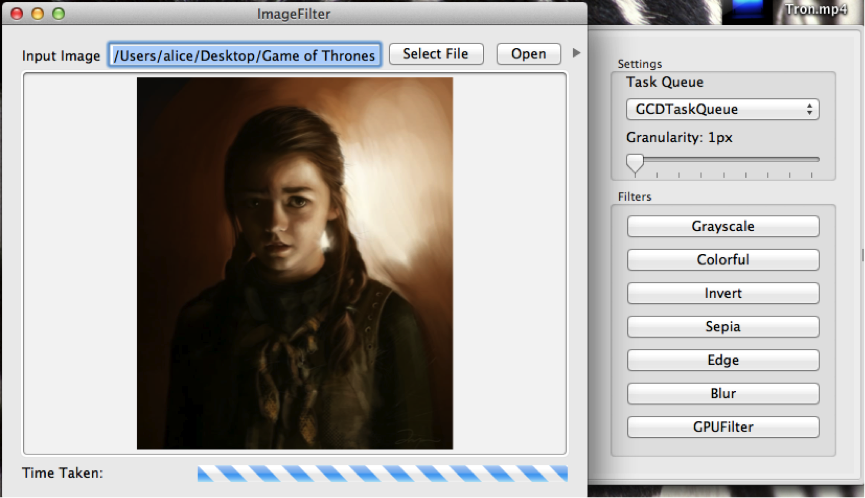 ImageFilter
Tron.mp4
Input Image /Users/alice/Desktop/Game of Thrones Select File Open
Settings
Task Queue
GCDTaskQueue
Granularity: 1px
Filters
Grayscale
Colorful
Invert
Sepia
Edge
Blur
GPUFilter
Time Taken: